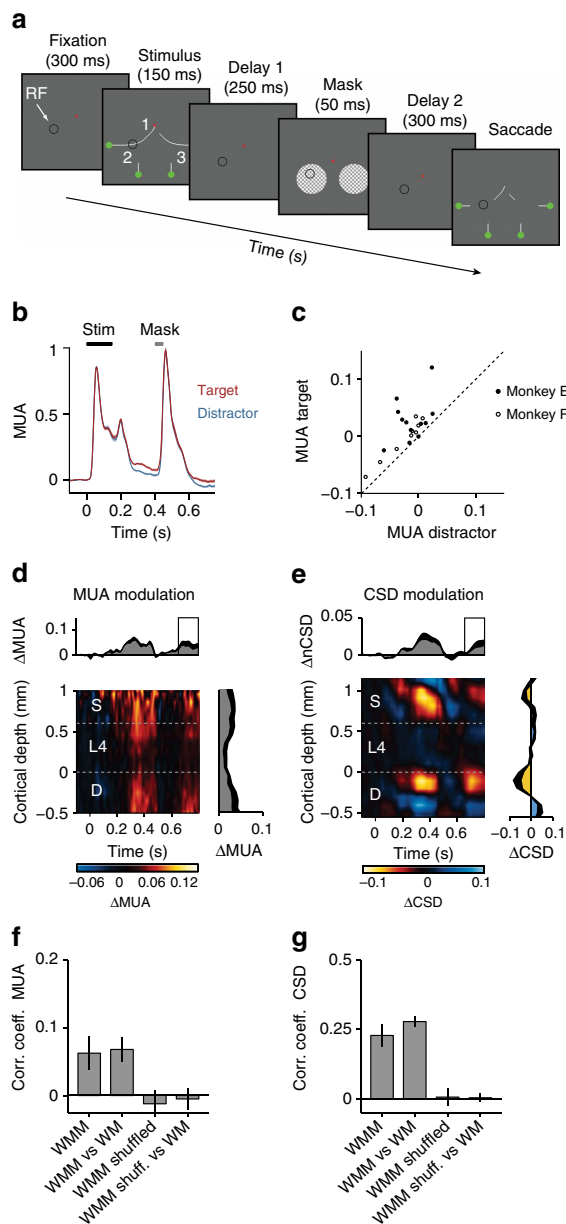 a
Fixation
(300 ms)
Stimulus
(150 ms)
Delay 1
(250 ms)
Mask
(50 ms)
Delay 2
(300 ms)
Saccade
RF
1
2
3
Time (s)
b
Stim
Mask
1
Target
Distractor
0.5
MUA
0
0 0.2 0.4 0.6
Time (s)
c
0.1
MUA target
0
−0.1
−0.1 0 0.1
MUA distractor
Monkey E
Monkey F
d
MUA modulation
0.1
ΔMUA
0
1
S
0.5
L4
0
D
−0.5
Cortical depth (mm)
0 0.2 0.4 0.6
Time (s)
0 0.1
ΔMUA
−0.06 0 0.06 0.12
ΔMUA
e
CSD modulation
0.05
ΔnCSD
0
1
S
0.5
L4
0
D
−0.5
Cortical depth (mm)
0 0.2 0.4 0.6
Time (s)
−0.1 0 0.1
ΔCSD
−0.1 0 0.1
ΔCSD
f
0.2
0.1
0
Corr. coeff. MUA
WMM
WMM vs WM
WMM shuffled
WMM shuff. vs WM
g
0.5
0.25
0
Corr. coeff. CSD
WMM
WMM vs WM
WMM shuffled
WMM shuff. vs WM